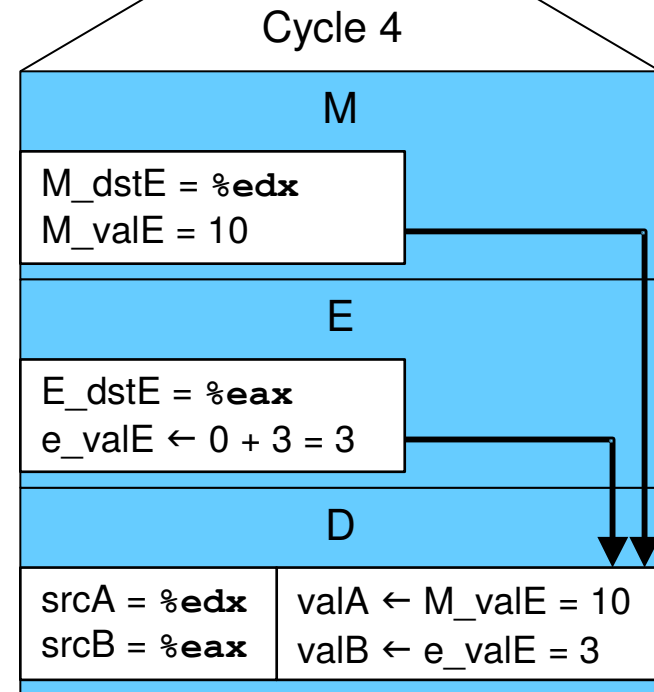 Cycle 4
M
M_dstE = %edx
M_valE = 10
E
E_dstE = %eax
e_valE ← 0 + 3 = 3
D
srcA = %edx
srcB = %eax
valA ← M_valE = 10
valB ← e_valE = 3